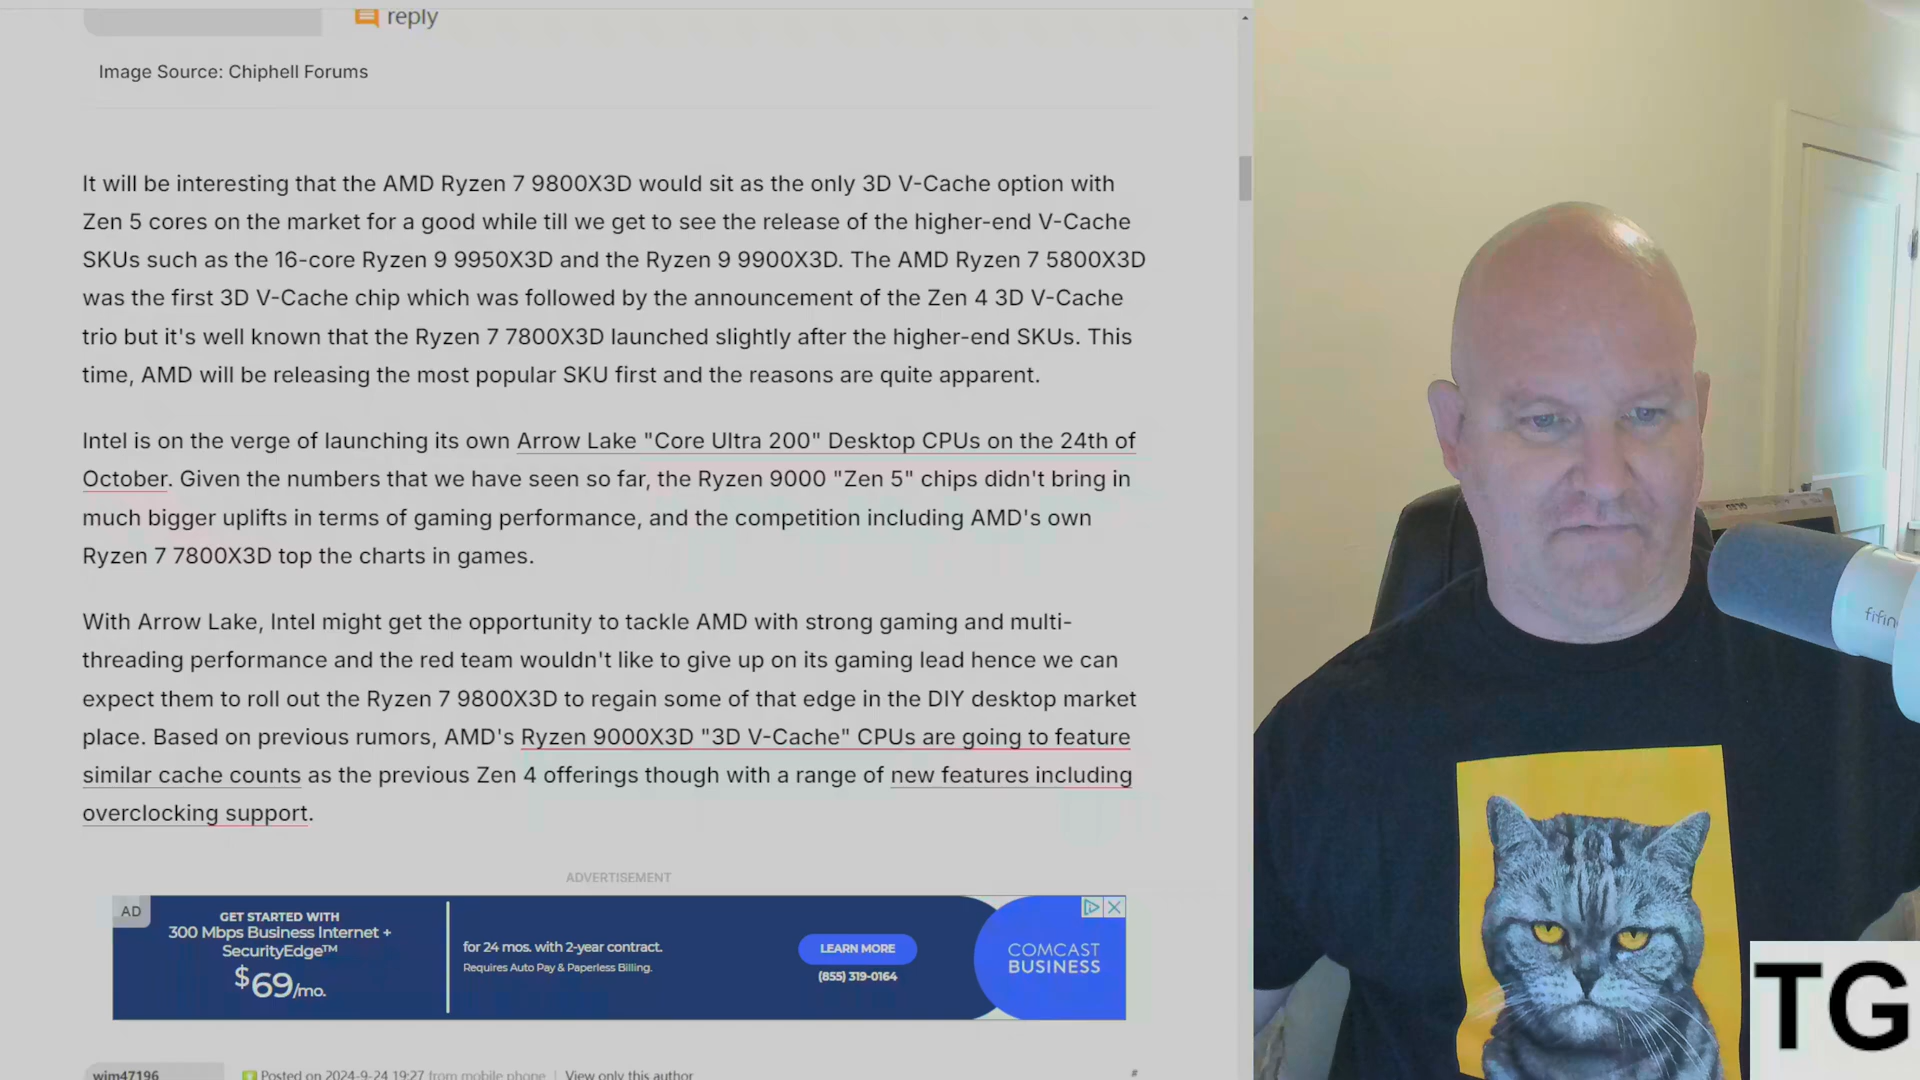 reply
Image Source: Chiphell Forums
It will be interesting that the AMD Ryzen 7 9800X3D would sit as the only 3D V-Cache option with
Zen 5 cores on the market for a good while till we get to see the release of the higher-end V-Cache
SKUs such as the 16-core Ryzen 9 9950X3D and the Ryzen 9 9900X3D. The AMD Ryzen 7 5800X3D
was the first 3D V-Cache chip which was followed by the announcement of the Zen 4 3D V-Cache
trio but it's well known that the Ryzen 7 7800X3D launched slightly after the higher-end SKUs. This
time, AMD will be releasing the most popular SKU first and the reasons are quite apparent.
Intel is on the verge of launching its own Arrow Lake "Core Ultra 200" Desktop CPUs on the 24th of
October. Given the numbers that we have seen so far, the Ryzen 9000 "Zen 5" chips didn't bring in
much bigger uplifts in terms of gaming performance, and the competition including AMD's own
Ryzen 7 7800X3D top the charts in games.
With Arrow Lake, Intel might get the opportunity to tackle AMD with strong gaming and multi-
threading performance and the red team wouldn't like to give up on its gaming lead hence we can
expect them to roll out the Ryzen 7 9800X3D to regain some of that edge in the DIY desktop market
place. Based on previous rumors, AMD's Ryzen 9000X3D "3D V-Cache" CPUs are going to feature
similar cache counts as the previous Zen 4 offerings though with a range of new features including
overclocking support.
ADVERTISEMENT
AD
GET STARTED WITH
300 Mbps Business Internet +
SecurityEdge™
$69/mo.
for 24 mos. with 2-year contract.
Requires Auto Pay & Paperless Billing.
LEARN MORE
(855) 319-0164
COMCAST
BUSINESS
wim47196
Posted on 2024-9-24 19:27 from mobile phone | View only this author
#
fifin
TG